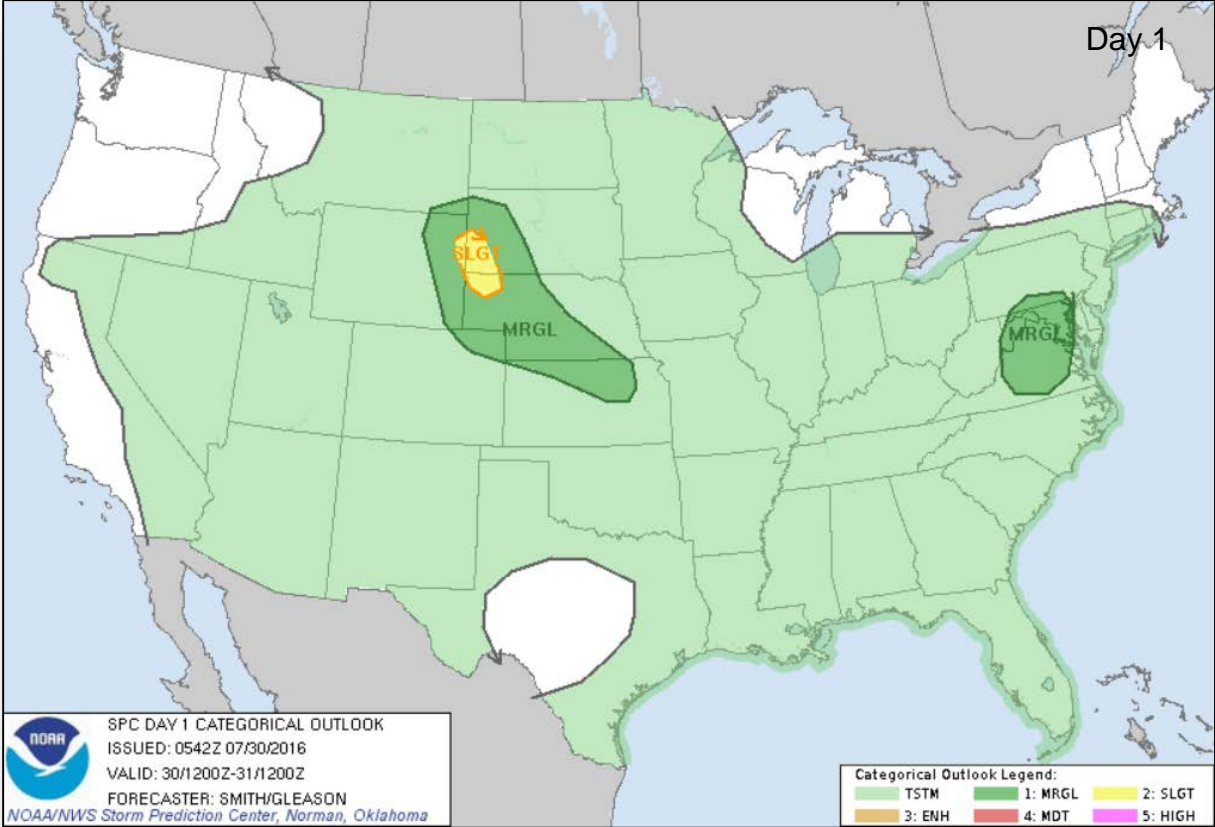 Day 1
SLGT
MRGL
MRGL
NOAA
SPC DAY 1 CATEGORICAL OUTLOOK
ISSUED: 0542Z 07/30/2016
VALID: 30/1200Z-31/1200Z
FORECASTER: SMITH/GLEASON
NOAA/NWS Storm Prediction Center, Norman, Oklahoma
Categorical Outlook Legend:
TSTM 1: MRGL 2: SLGT
3: ENH 4: MDT 5: HIGH